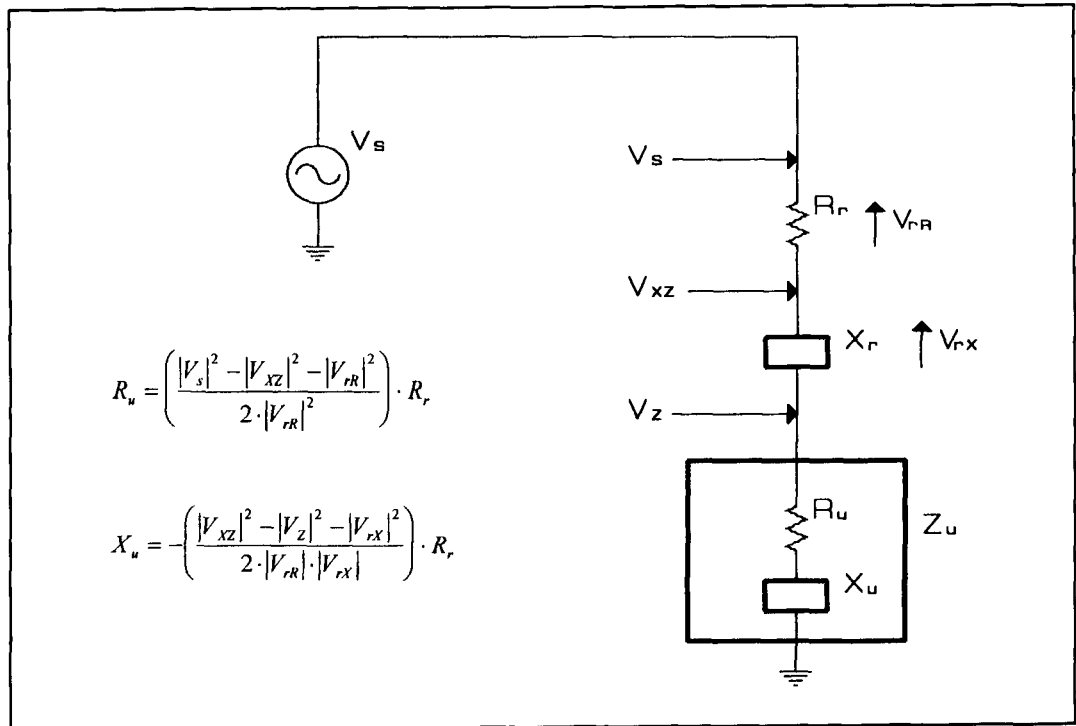 Vs
Vs
Rr
VrR
Vxz
Xr
Vrx
R_u = ( (|V_s|^2 − |V_XZ|^2 − |V_rR|^2) / (2·|V_rR|^2) ) · R_r
Vz
X_u = −( (|V_XZ|^2 − |V_Z|^2 − |V_rX|^2) / (2·|V_rR|·|V_rX|) ) · R_r
Ru
Zu
Xu